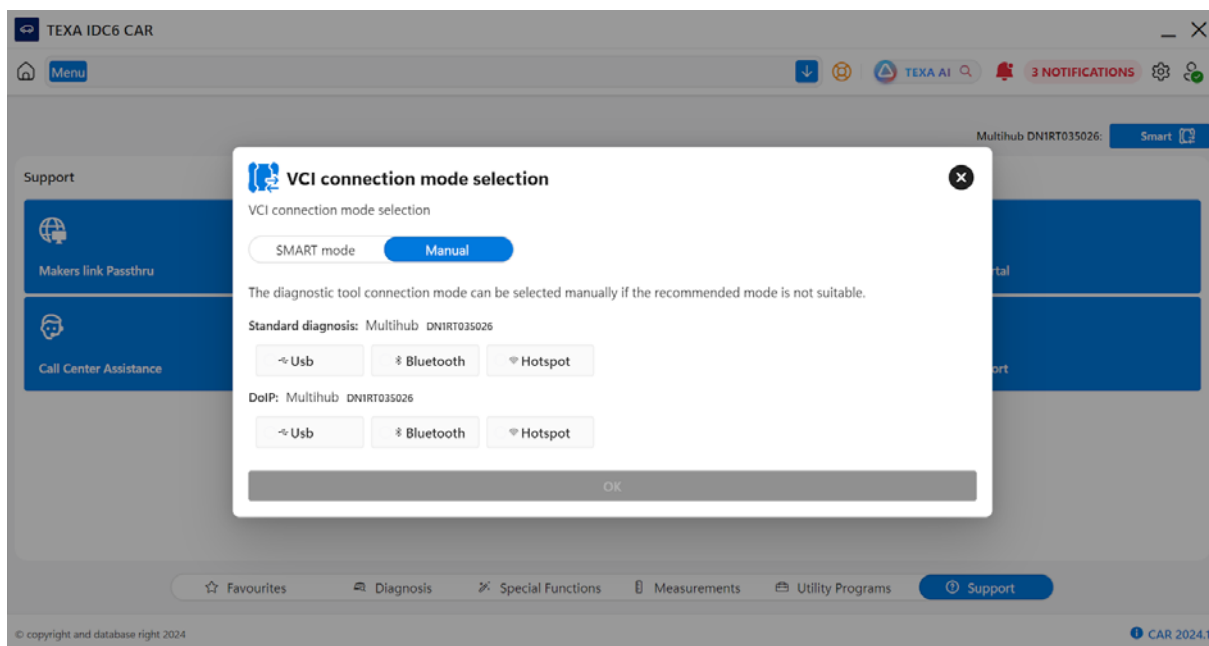 TEXA IDC6 CAR
Menu
TEXA AI
3 NOTIFICATIONS
Multihub DN1RT035026:
Smart
Support
Makers link Passthru
Call Center Assistance
rtal
ort
VCI connection mode selection
VCI connection mode selection
SMART mode
Manual
The diagnostic tool connection mode can be selected manually if the recommended mode is not suitable.
Standard diagnosis: Multihub DN1RT035026
Usb Bluetooth Hotspot
DoIP: Multihub DN1RT035026
Usb Bluetooth Hotspot
OK
Favourites Diagnosis Special Functions Measurements Utility Programs Support
© copyright and database right 2024
CAR 2024.1